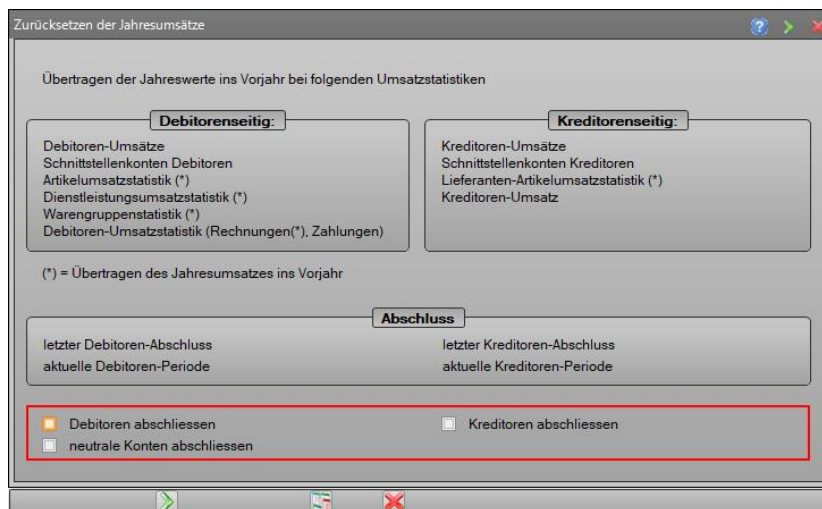 Zurücksetzen der Jahresumsätze
Übertragen der Jahreswerte ins Vorjahr bei folgenden Umsatzstatistiken
Debitorenseitig:
Debitoren-Umsätze
Schnittstellenkonten Debitoren
Artikelumsatzstatistik (*)
Dienstleistungsumsatzstatistik (*)
Warengruppenstatistik (*)
Debitoren-Umsatzstatistik (Rechnungen(*), Zahlungen)
Kreditorenseitig:
Kreditoren-Umsätze
Schnittstellenkonten Kreditoren
Lieferanten-Artikelumsatzstatistik (*)
Kreditoren-Umsatz
(*) = Übertragen des Jahresumsatzes ins Vorjahr
Abschluss
letzter Debitoren-Abschluss
aktuelle Debitoren-Periode
letzter Kreditoren-Abschluss
aktuelle Kreditoren-Periode
Debitoren abschliessen
Kreditoren abschliessen
neutrale Konten abschliessen